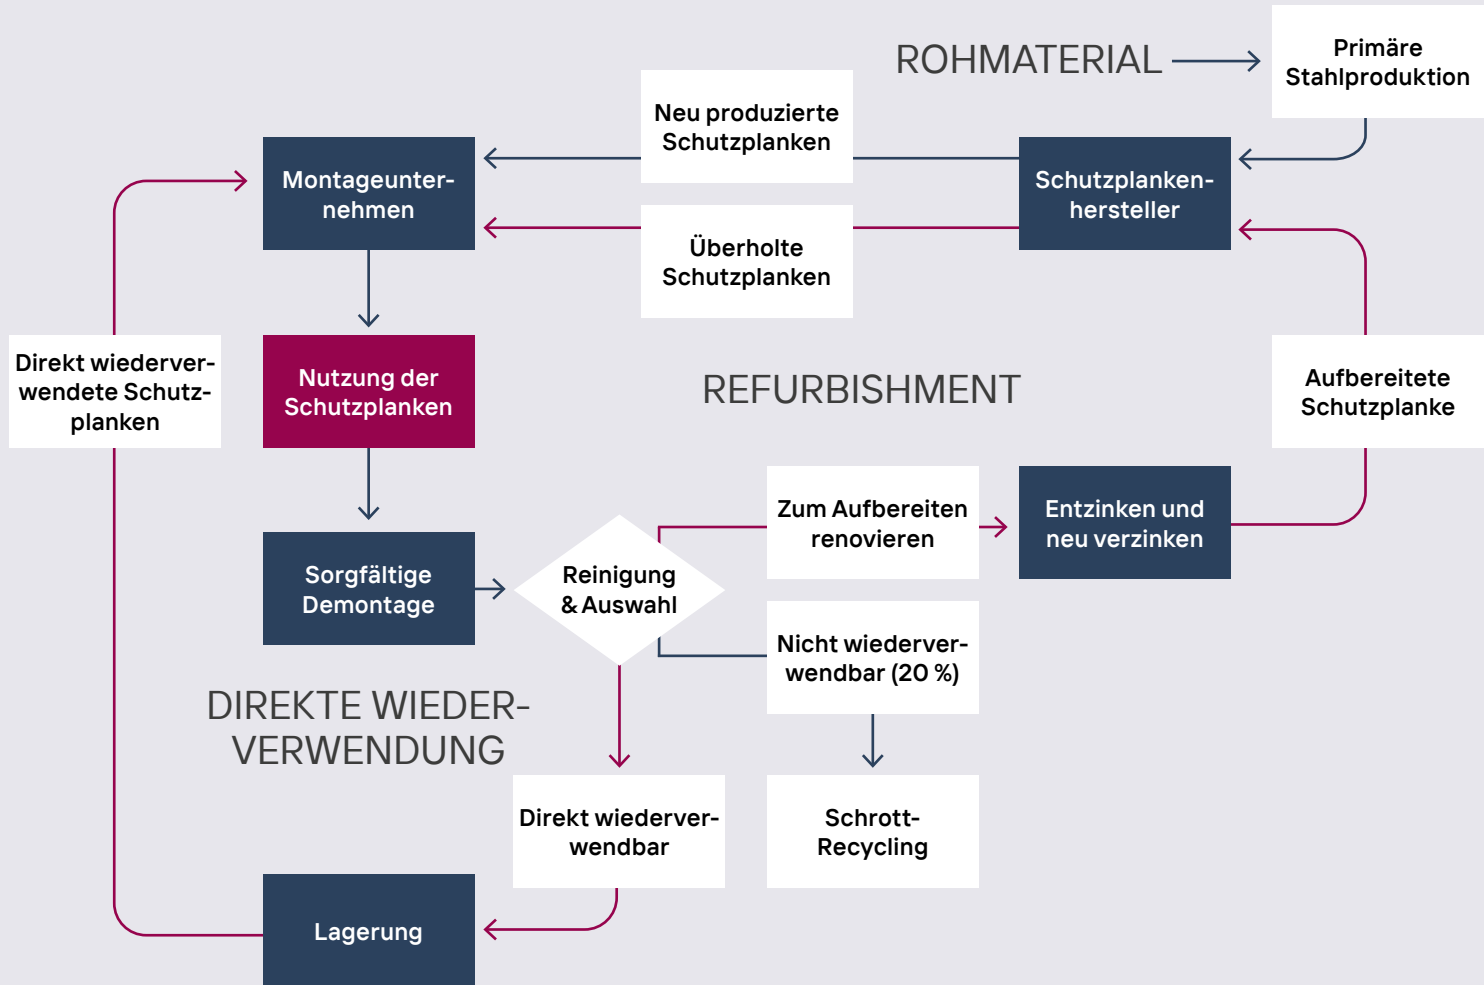 ROHMATERIAL
Primäre
Stahlproduktion
Neu produzierte
Schutzplanken
Montageunter-
nehmen
Schutzplanken-
hersteller
Überholte
Schutzplanken
Direkt wiederver-
wendete Schutz-
planken
Nutzung der
Schutzplanken
REFURBISHMENT
Aufbereitete
Schutzplanke
Zum Aufbereiten
renovieren
Entzinken und
neu verzinken
Sorgfältige
Demontage
Reinigung
& Auswahl
Nicht wiederver-
wendbar (20 %)
DIREKTE WIEDER-
VERWENDUNG
Direkt wiederver-
wendbar
Schrott-
Recycling
Lagerung